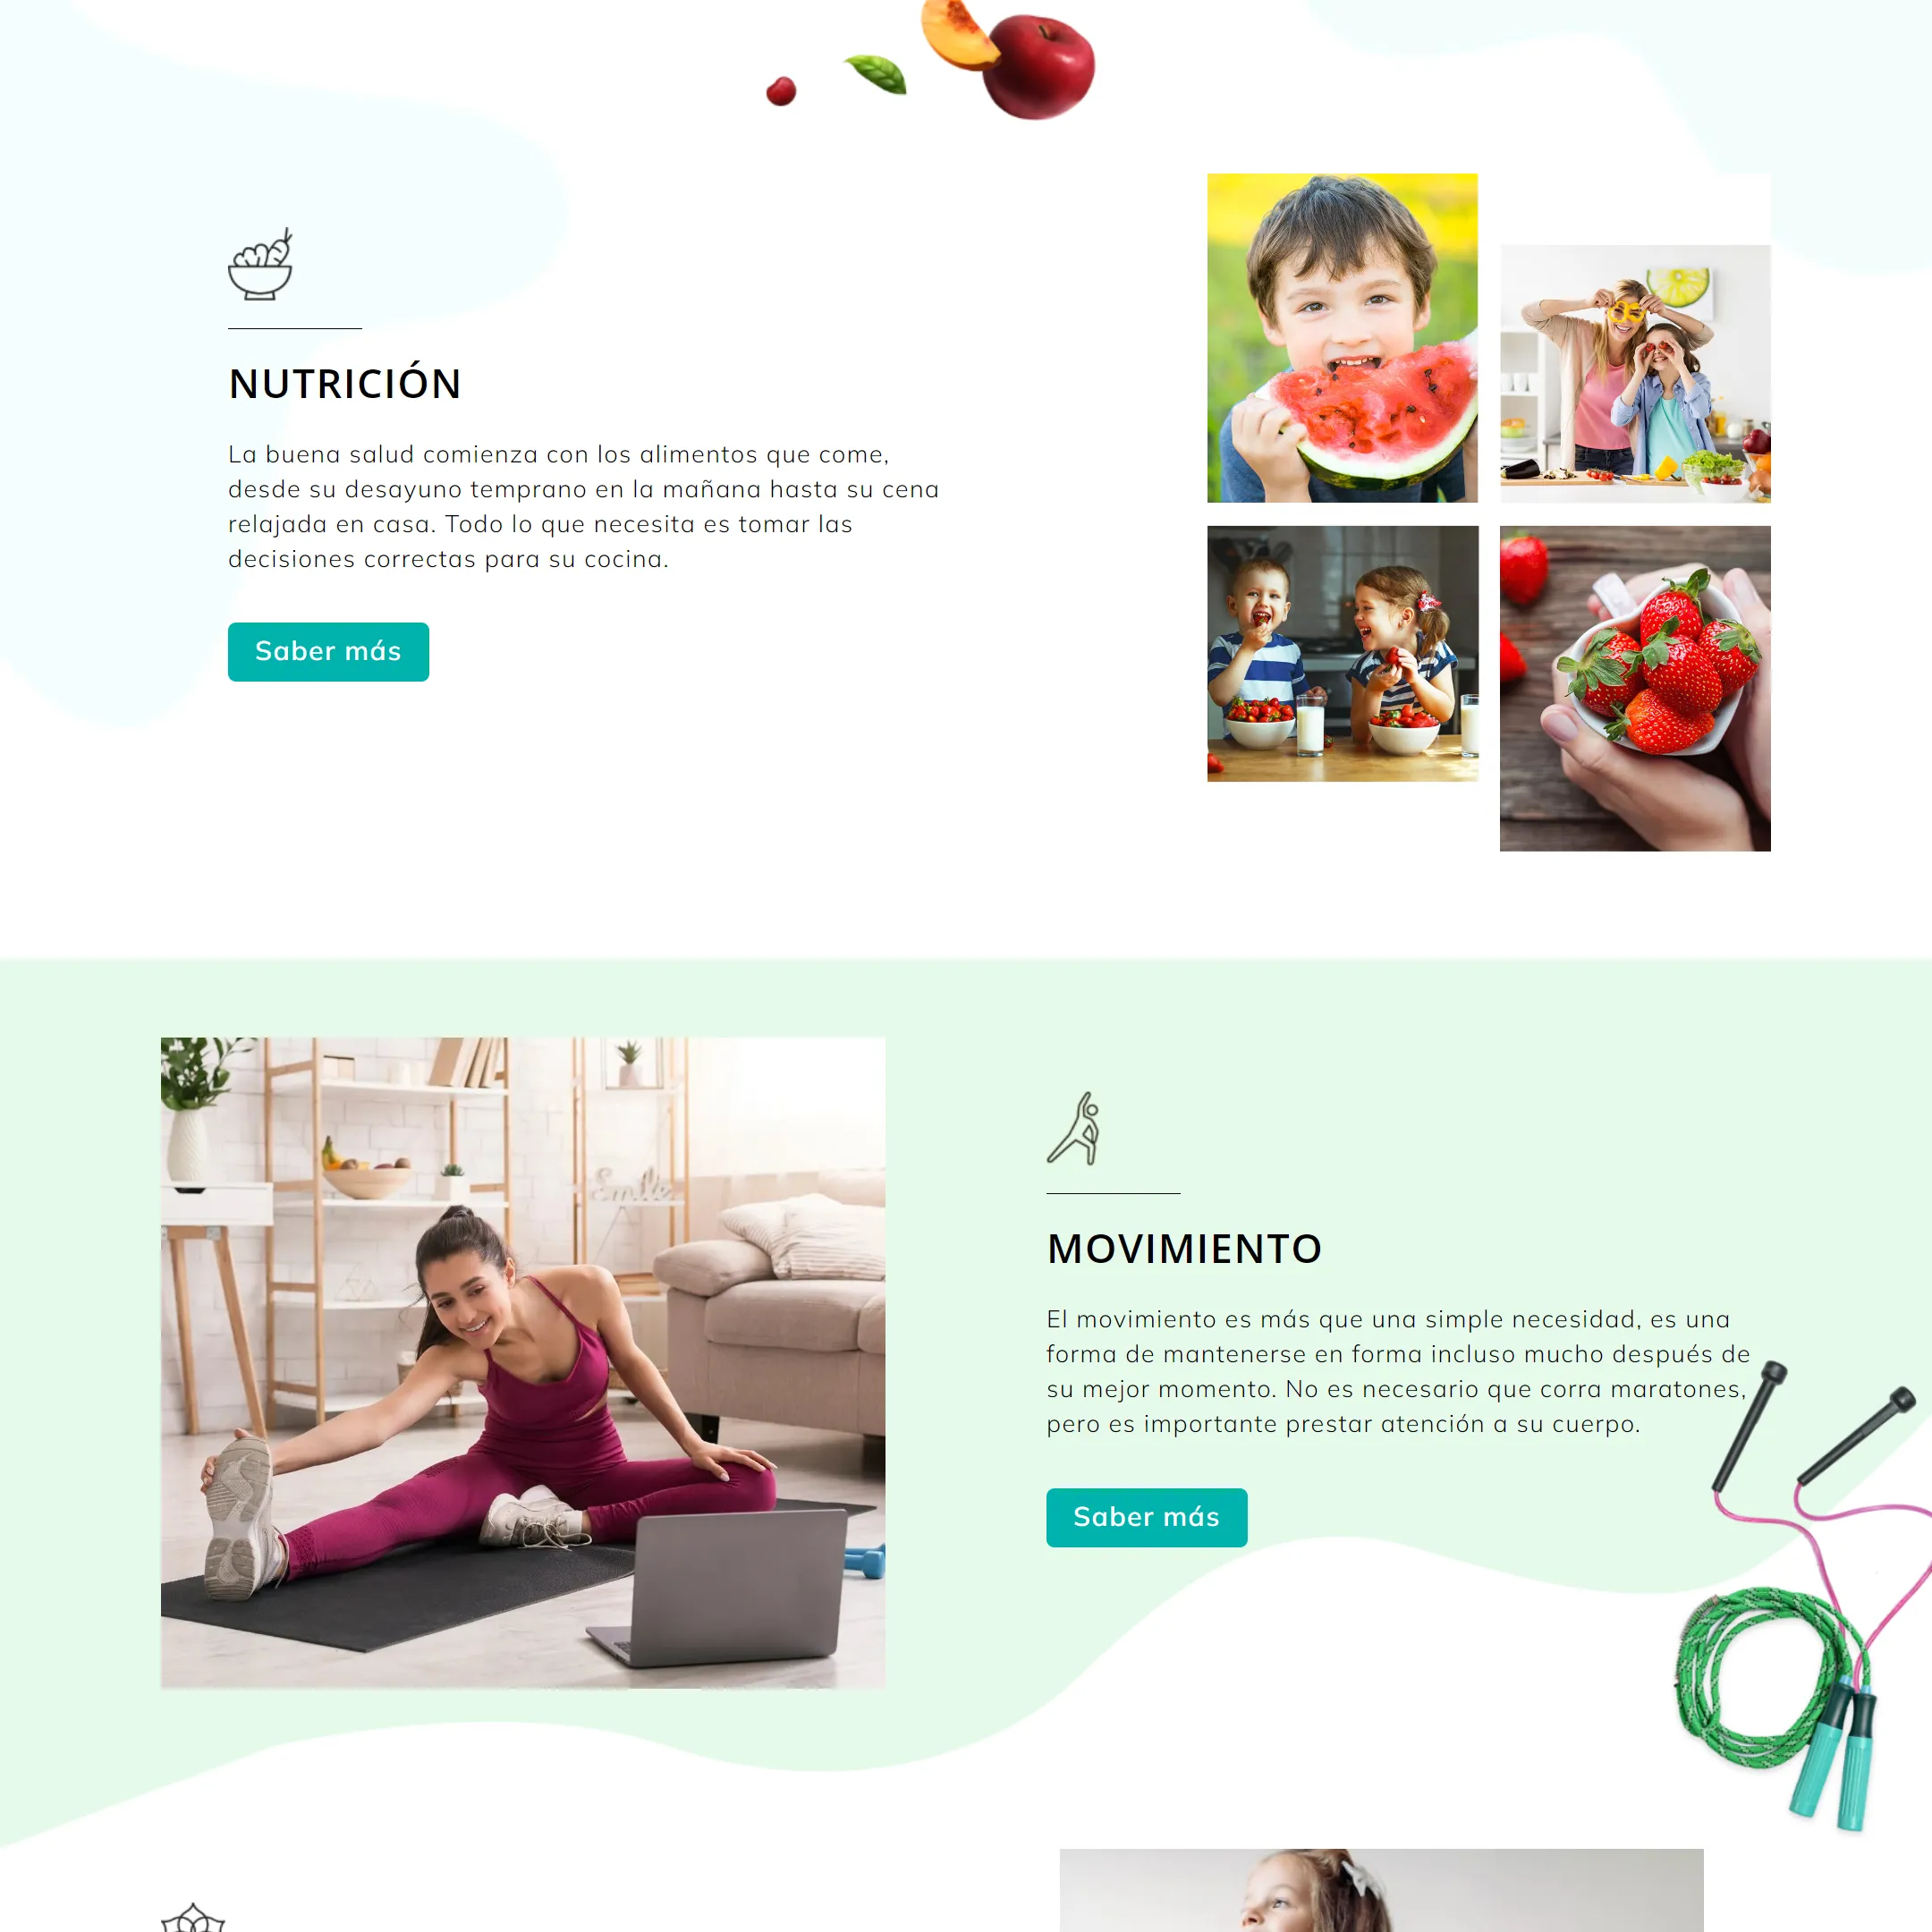 NUTRICIÓN
La buena salud comienza con los alimentos que come,
desde su desayuno temprano en la mañana hasta su cena
relajada en casa. Todo lo que necesita es tomar las
decisiones correctas para su cocina.
Saber más
Smile
MOVIMIENTO
El movimiento es más que una simple necesidad, es una
forma de mantenerse en forma incluso mucho después de
su mejor momento. No es necesario que corra maratones,
pero es importante prestar atención a su cuerpo.
Saber más